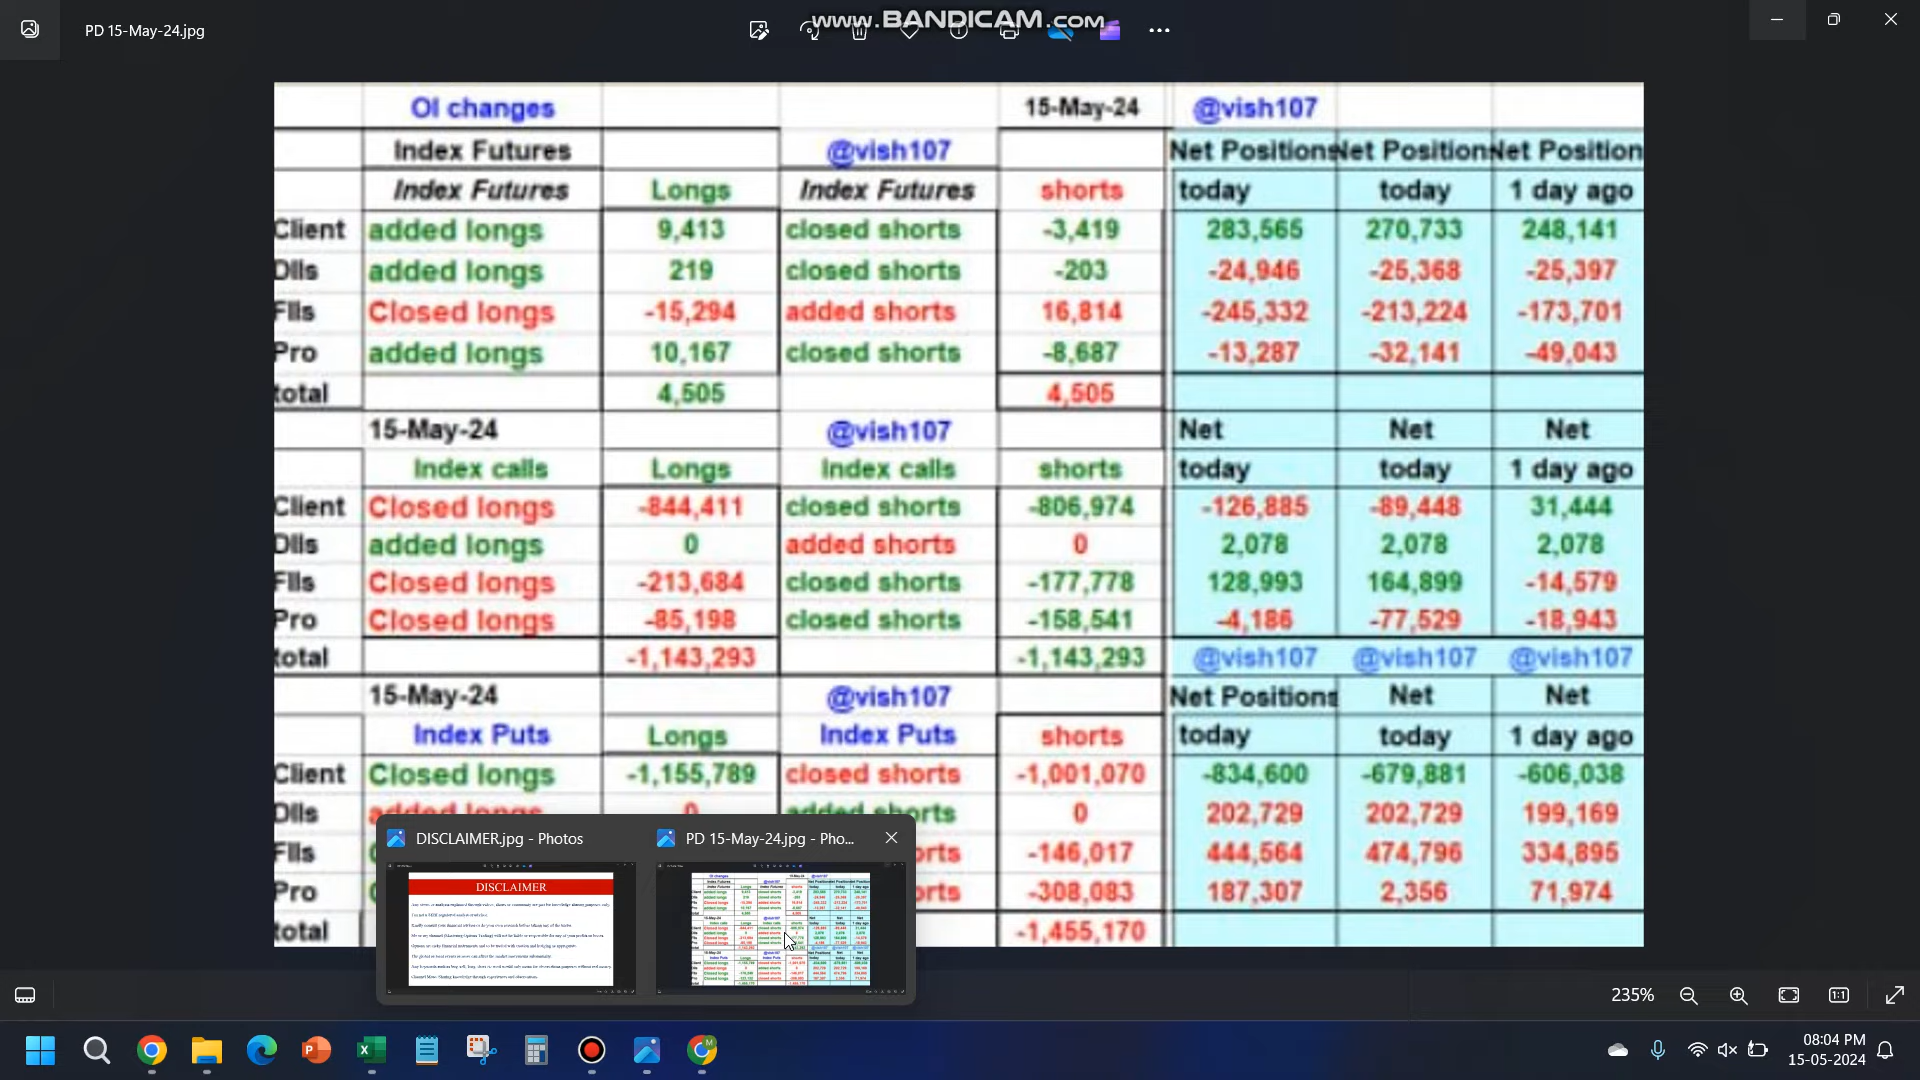 www.BANDICAM.com
PD 15-May-24.jpg
OI changes 15-May-24 @vish107
Index Futures @vish107 Net Positions Net Position Net Position
Index Futures Longs Index Futures shorts today today 1 day ago
Client added longs 9,413 closed shorts -3,419 283,565 270,733 248,141
DIIs added longs 219 closed shorts -203 -24,946 -25,368 -25,397
FIIs Closed longs -15,294 added shorts 16,814 -245,332 -213,224 -173,701
Pro added longs 10,167 closed shorts -8,687 -13,287 -32,141 -49,043
total 4,505 4,505
15-May-24 @vish107 Net Net Net
Index calls Longs Index calls shorts today today 1 day ago
Client Closed longs -844,411 closed shorts -806,974 -126,885 -89,448 31,444
DIIs added longs 0 added shorts 0 2,078 2,078 2,078
FIIs Closed longs -213,684 closed shorts -177,778 128,993 164,899 -14,579
Pro Closed longs -85,198 closed shorts -158,541 -4,186 -77,529 -18,943
total -1,143,293 -1,143,293 @vish107 @vish107 @vish107
15-May-24 @vish107 Net Positions Net Net
Index Puts Longs Index Puts shorts today today 1 day ago
Client Closed longs -1,155,789 closed shorts -1,001,070 -834,600 -679,881 -606,038
DIIs added longs 0 added shorts 0 202,729 202,729 199,169
FIIs -146,017 444,564 474,796 334,895
Pro -308,083 187,307 2,356 71,974
total -1,455,170
DISCLAIMER.jpg - Photos PD 15-May-24.jpg - Pho...
DISCLAIMER
235%
08:04 PM
15-05-2024